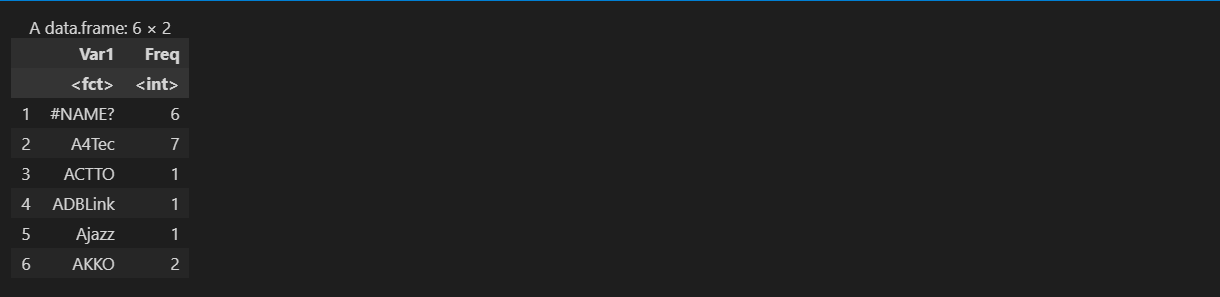 A data.frame: 6 × 2
Var1 Freq
<fct> <int>
1 #NAME? 6
2 A4Tec 7
3 ACTTO 1
4 ADBLink 1
5 Ajazz 1
6 AKKO 2